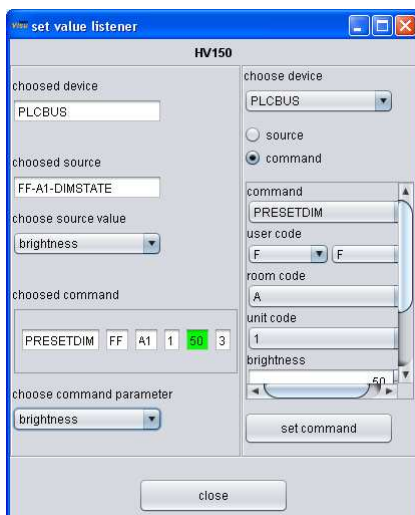 VISU set value listener
HV150
choosed device
PLCBUS
choosed source
FF-A1-DIMSTATE
choose source value
brightness
choosed command
PRESETDIM FF A1 1 50 3
choose command parameter
brightness
choose device
PLCBUS
source
command
command
PRESETDIM
user code
F F
room code
A
unit code
1
brightness
50
set command
close